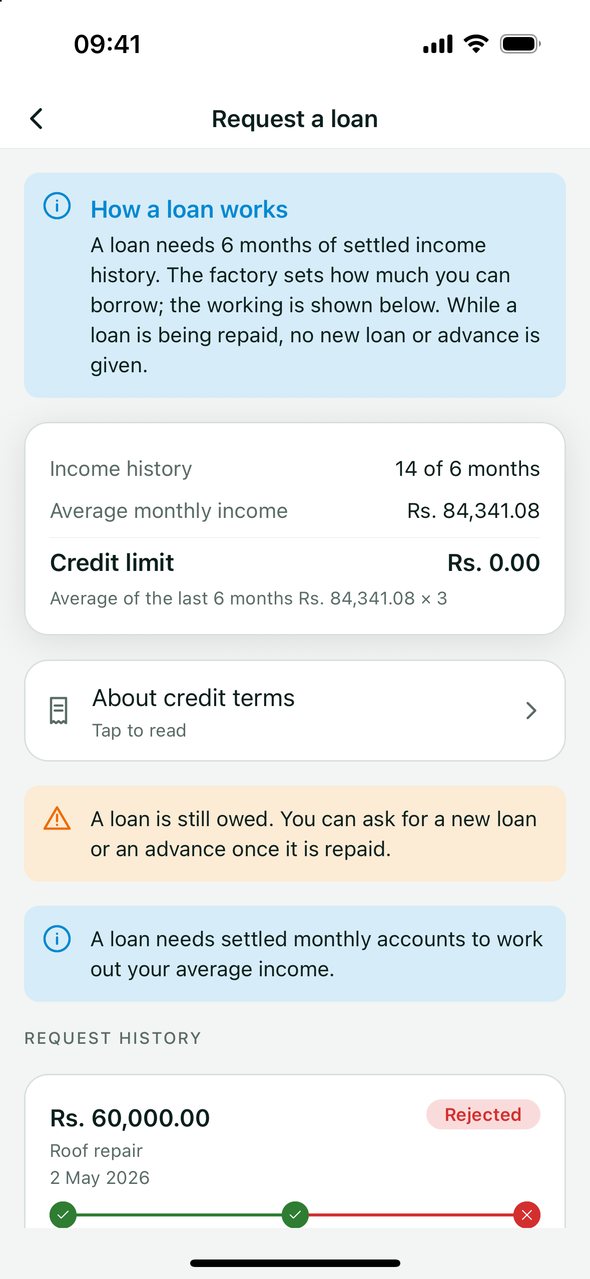 09:41
Request a loan
How a loan works
A loan needs 6 months of settled income
history. The factory sets how much you can
borrow; the working is shown below. While a
loan is being repaid, no new loan or advance is
given.
Income history 14 of 6 months
Average monthly income Rs. 84,341.08
Credit limit Rs. 0.00
Average of the last 6 months Rs. 84,341.08 × 3
About credit terms
Tap to read
A loan is still owed. You can ask for a new loan
or an advance once it is repaid.
A loan needs settled monthly accounts to work
out your average income.
REQUEST HISTORY
Rs. 60,000.00 Rejected
Roof repair
2 May 2026